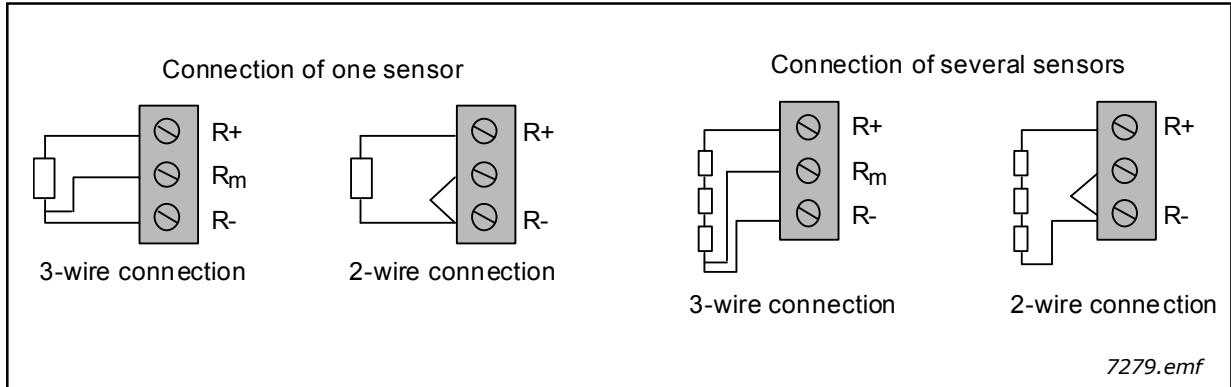 Connection of one sensor
R+
Rm
R-
3-wire connection
R+
R-
2-wire connection
Connection of several sensors
R+
Rm
R-
3-wire connection
R+
R-
2-wire connection
7279.emf